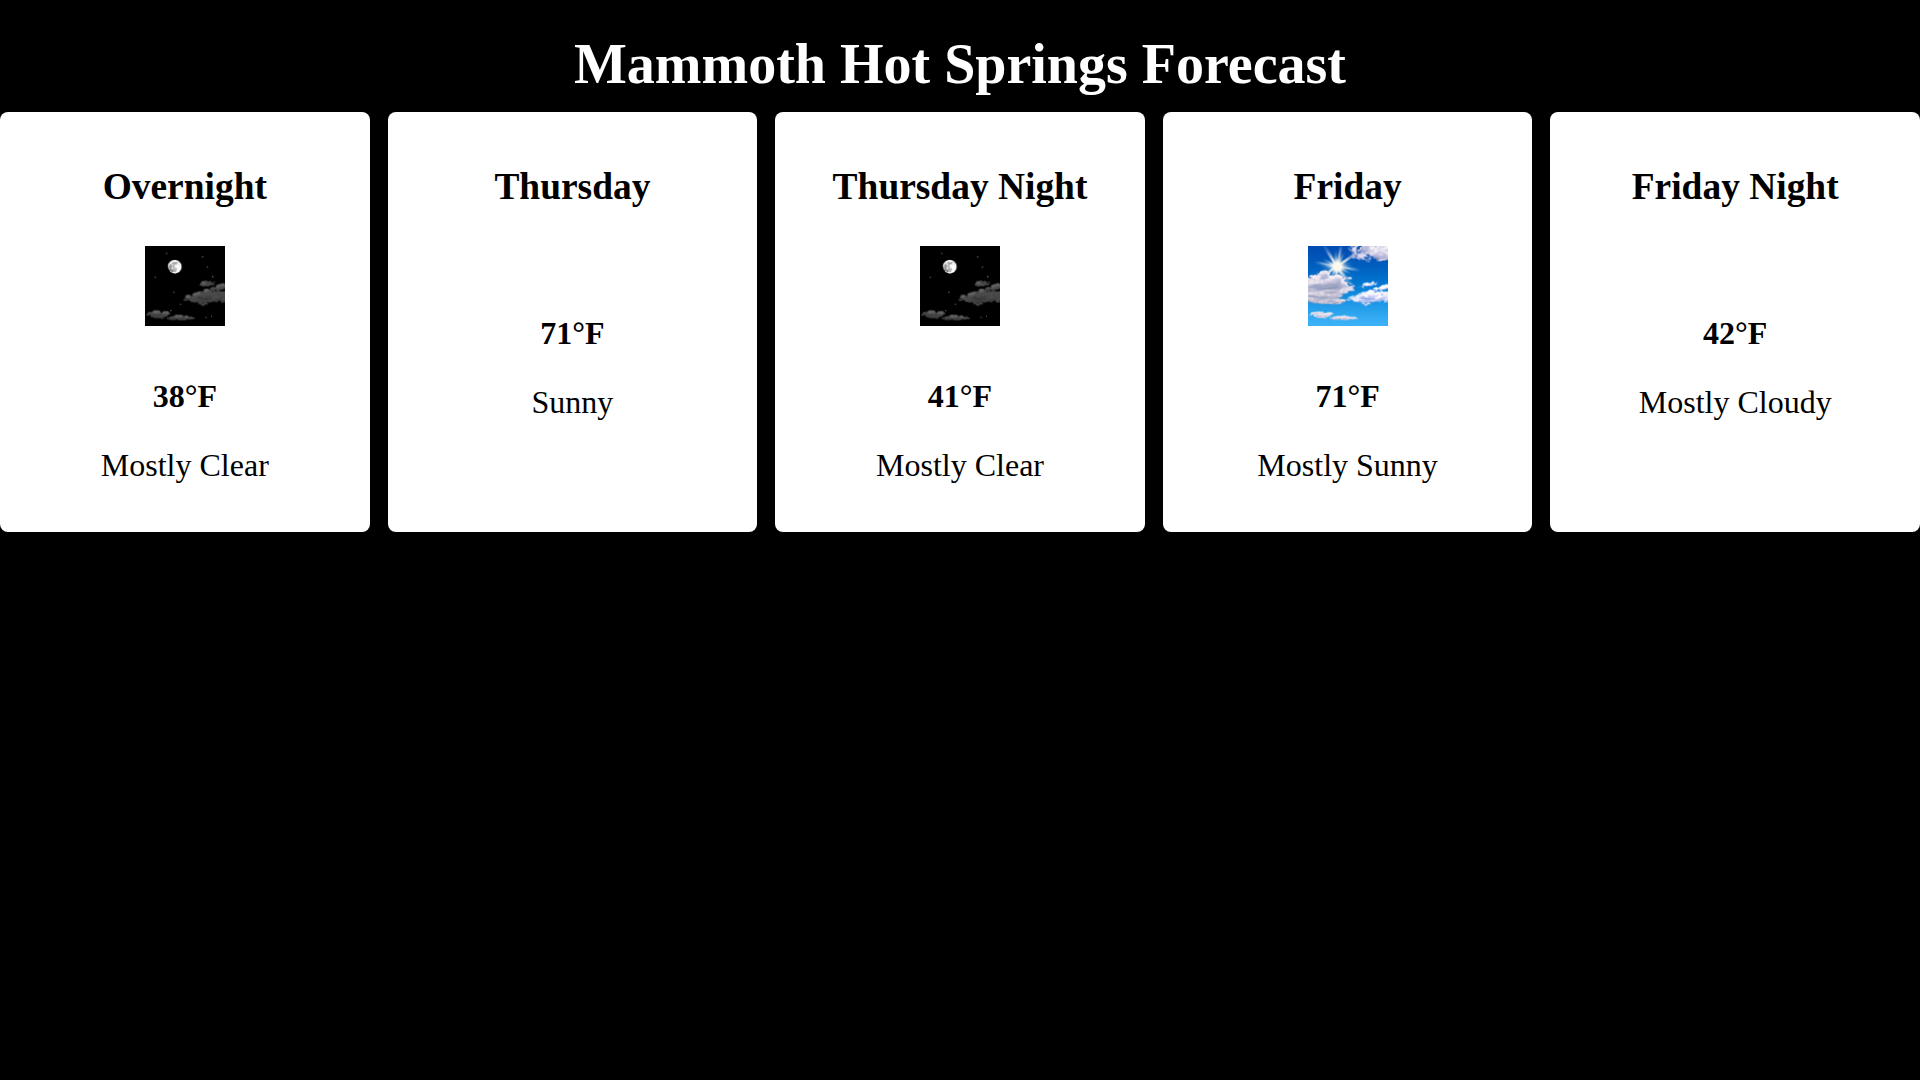 Mammoth Hot Springs Forecast
Overnight
38°F
Mostly Clear
Thursday
71°F
Sunny
Thursday Night
41°F
Mostly Clear
Friday
71°F
Mostly Sunny
Friday Night
42°F
Mostly Cloudy